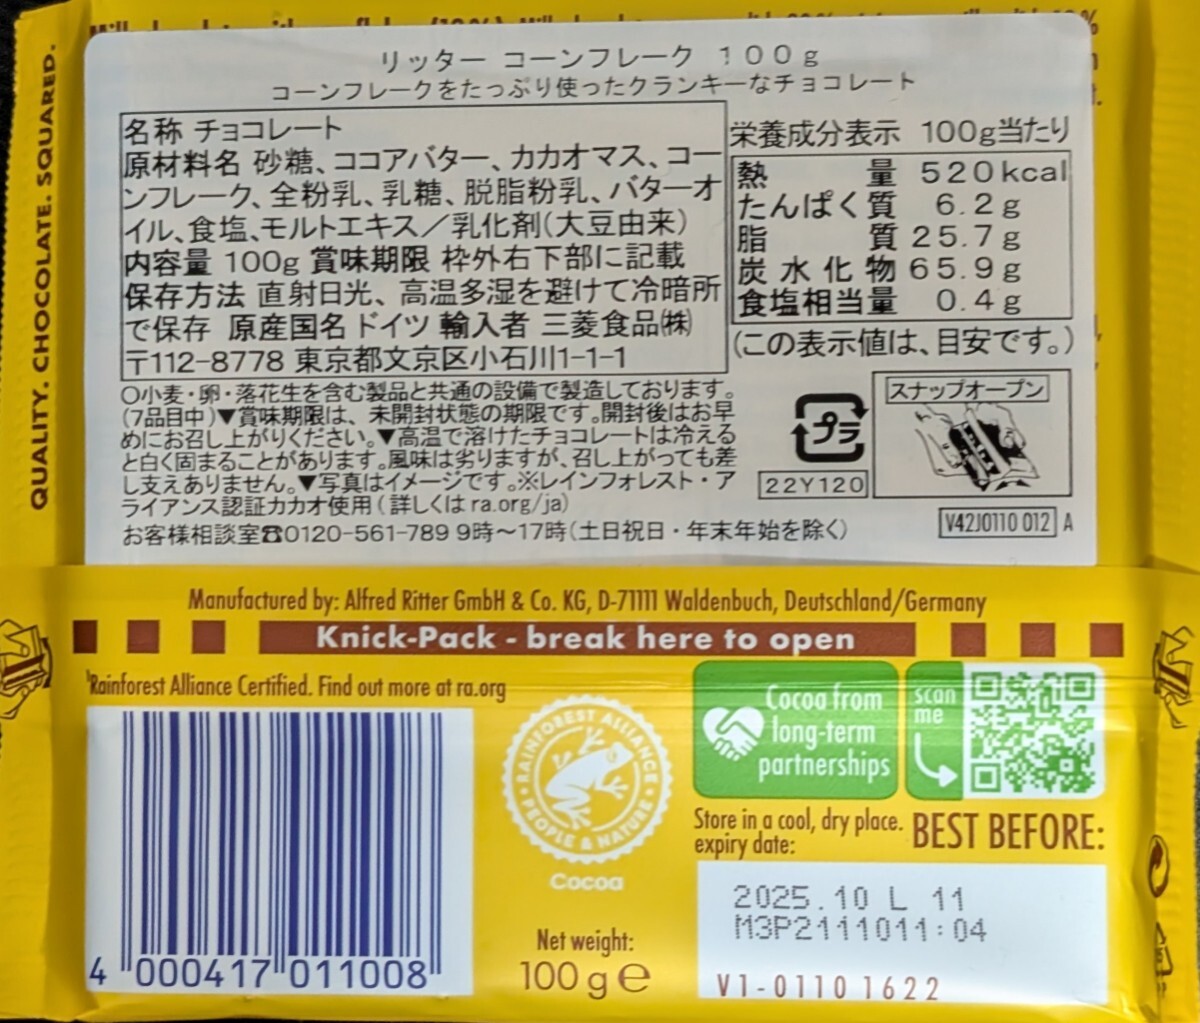 QUALITY. CHOCOLATE. SQUARED.
リッター コーンフレーク 100g
コーンフレークをたっぷり使ったクランキーなチョコレート
名称 チョコレート
原材料名 砂糖、ココアバター、カカオマス、コー
ンフレーク、全粉乳、乳糖、脱脂粉乳、バターオ
イル、食塩、モルトエキス／乳化剤(大豆由来)
内容量 100g 賞味期限 枠外右下部に記載
保存方法 直射日光、高温多湿を避けて冷暗所
で保存 原産国名 ドイツ 輸入者 三菱食品㈱
〒112-8778 東京都文京区小石川1-1-1
栄養成分表示 100g当たり
熱量 520kcal
たんぱく質 6.2g
脂質 25.7g
炭水化物 65.9g
食塩相当量 0.4g
(この表示値は、目安です。)
○小麦・卵・落花生を含む製品と共通の設備で製造しております。
(7品目中)▼賞味期限は、未開封状態の期限です。開封後はお早
めにお召し上がりください。▼高温で溶けたチョコレートは冷える
と白く固まることがあります。風味は劣りますが、召し上がっても差
し支えありません。▼写真はイメージです。※レインフォレスト・ア
ライアンス認証カカオ使用(詳しくは ra.org/ja)
お客様相談室☎0120-561-789 9時〜17時(土日祝日・年末年始を除く)
プラ
22Y120
スナップオープン
V42J0110 012 A
Manufactured by: Alfred Ritter GmbH & Co. KG, D-71111 Waldenbuch, Deutschland/Germany
Knick-Pack - break here to open
¹Rainforest Alliance Certified. Find out more at ra.org
4 000417 011008
RAINFOREST ALLIANCE
PEOPLE & NATURE
Cocoa
Net weight:
100 g e
Cocoa from
long-term
partnerships
scan
me
Store in a cool, dry place.
expiry date:
BEST BEFORE:
2025.10 L 11
M3P2111011:04
V1-0110 1622